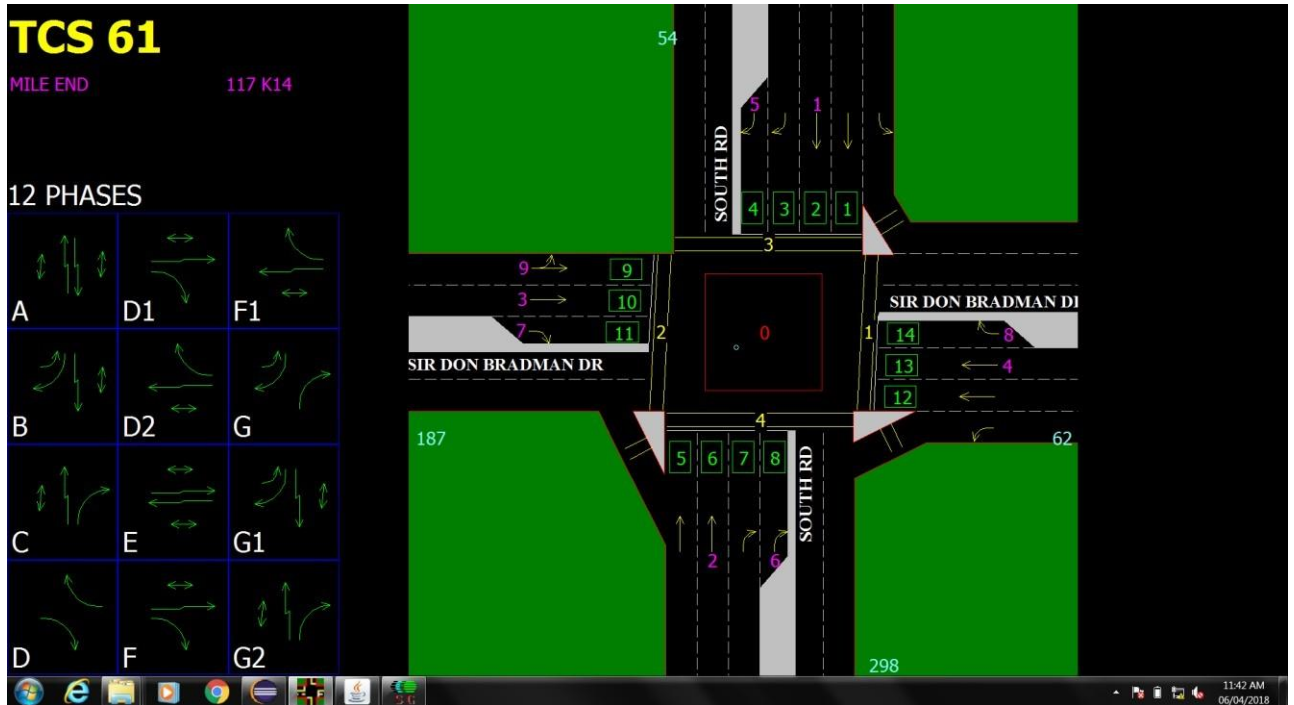 TCS 61
MILE END 117 K14
12 PHASES
A D1 F1
B D2 G
C E G1
D F G2
54
5 1
SOUTH RD
4 3 2 1
3
9 9
3 10
7 11
2
0
1
SIR DON BRADMAN DR
SIR DON BRADMAN DI
14 8
13 4
12
4
187
62
5 6 7 8
SOUTH RD
2 6
298
F
SG
11:42 AM
06/04/2018